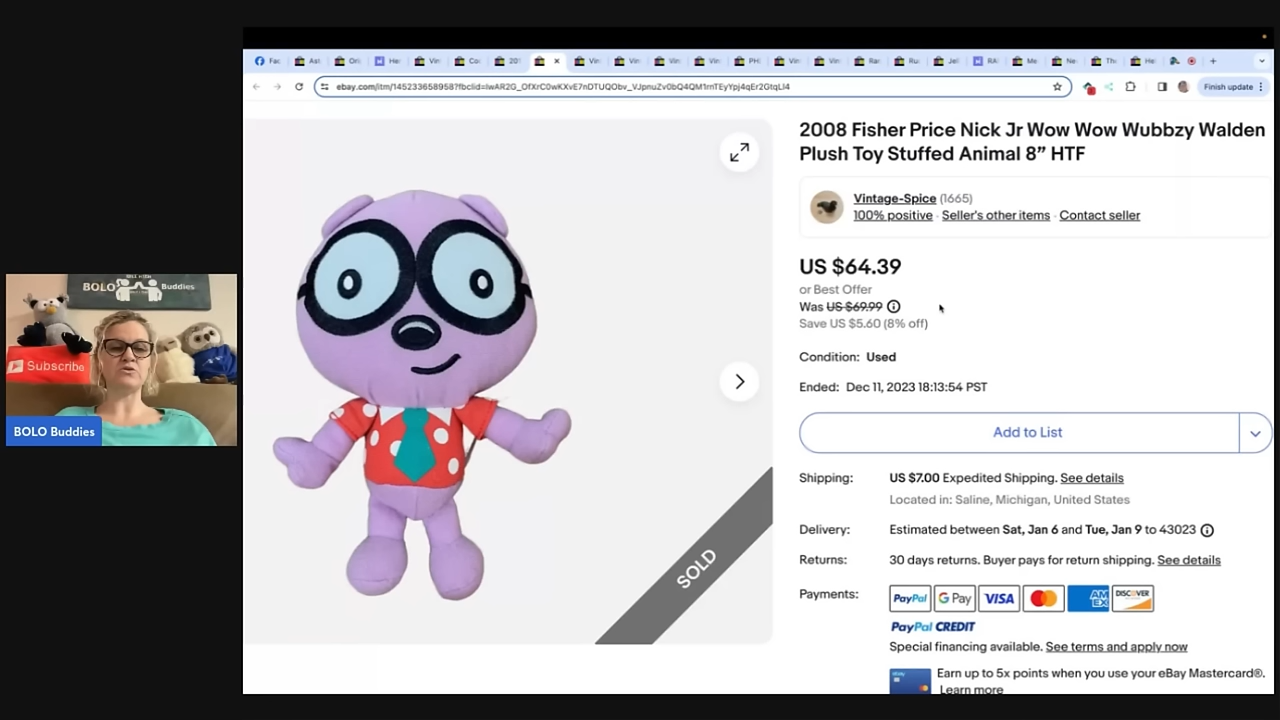 ebay.com/itm/145233658958?fbclid=IwAR2G_OfXrC0wKXvE7nDTUQObv_VJpnuZv0bQ4QM1rnTEyYpj4qEr2GtqLl4
Finish update
2008 Fisher Price Nick Jr Wow Wow Wubbzy Walden
Plush Toy Stuffed Animal 8” HTF
Vintage-Spice (1665)
100% positive · Seller's other items · Contact seller
US $64.39
or Best Offer
Was US $69.99
Save US $5.60 (8% off)
Condition: Used
Ended: Dec 11, 2023 18:13:54 PST
Add to List
Shipping: US $7.00 Expedited Shipping. See details
Located in: Saline, Michigan, United States
Delivery: Estimated between Sat, Jan 6 and Tue, Jan 9 to 43023
Returns: 30 days returns. Buyer pays for return shipping. See details
Payments: PayPal G Pay VISA mastercard AM EX DISCOVER
PayPal CREDIT
Special financing available. See terms and apply now
Earn up to 5x points when you use your eBay Mastercard®.
Learn more
SOLD
BOLO Buddies
Subscribe
BOLO Buddies